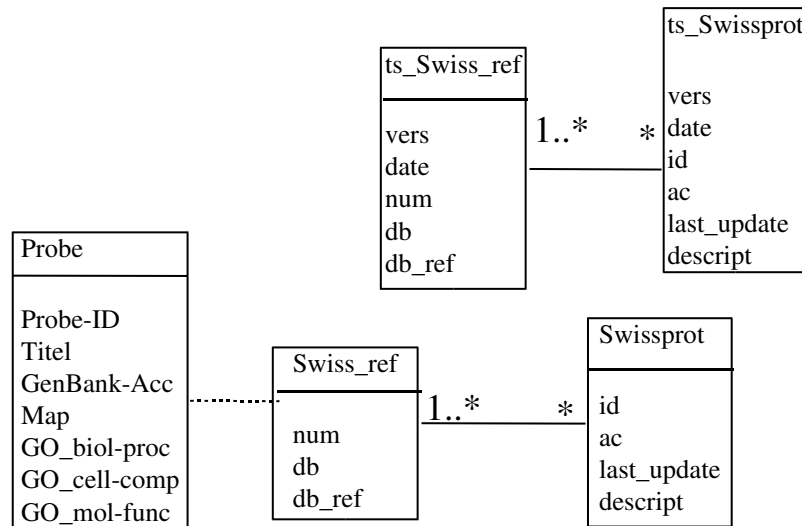 ts_Swiss_ref
vers
date
num
db
db_ref
1..*
*
ts_Swissprot
vers
date
id
ac
last_update
descript
Probe
Probe-ID
Titel
GenBank-Acc
Map
GO_biol-proc
GO_cell-comp
GO_mol-func
Swiss_ref
num
db
db_ref
1..*
*
Swissprot
id
ac
last_update
descript